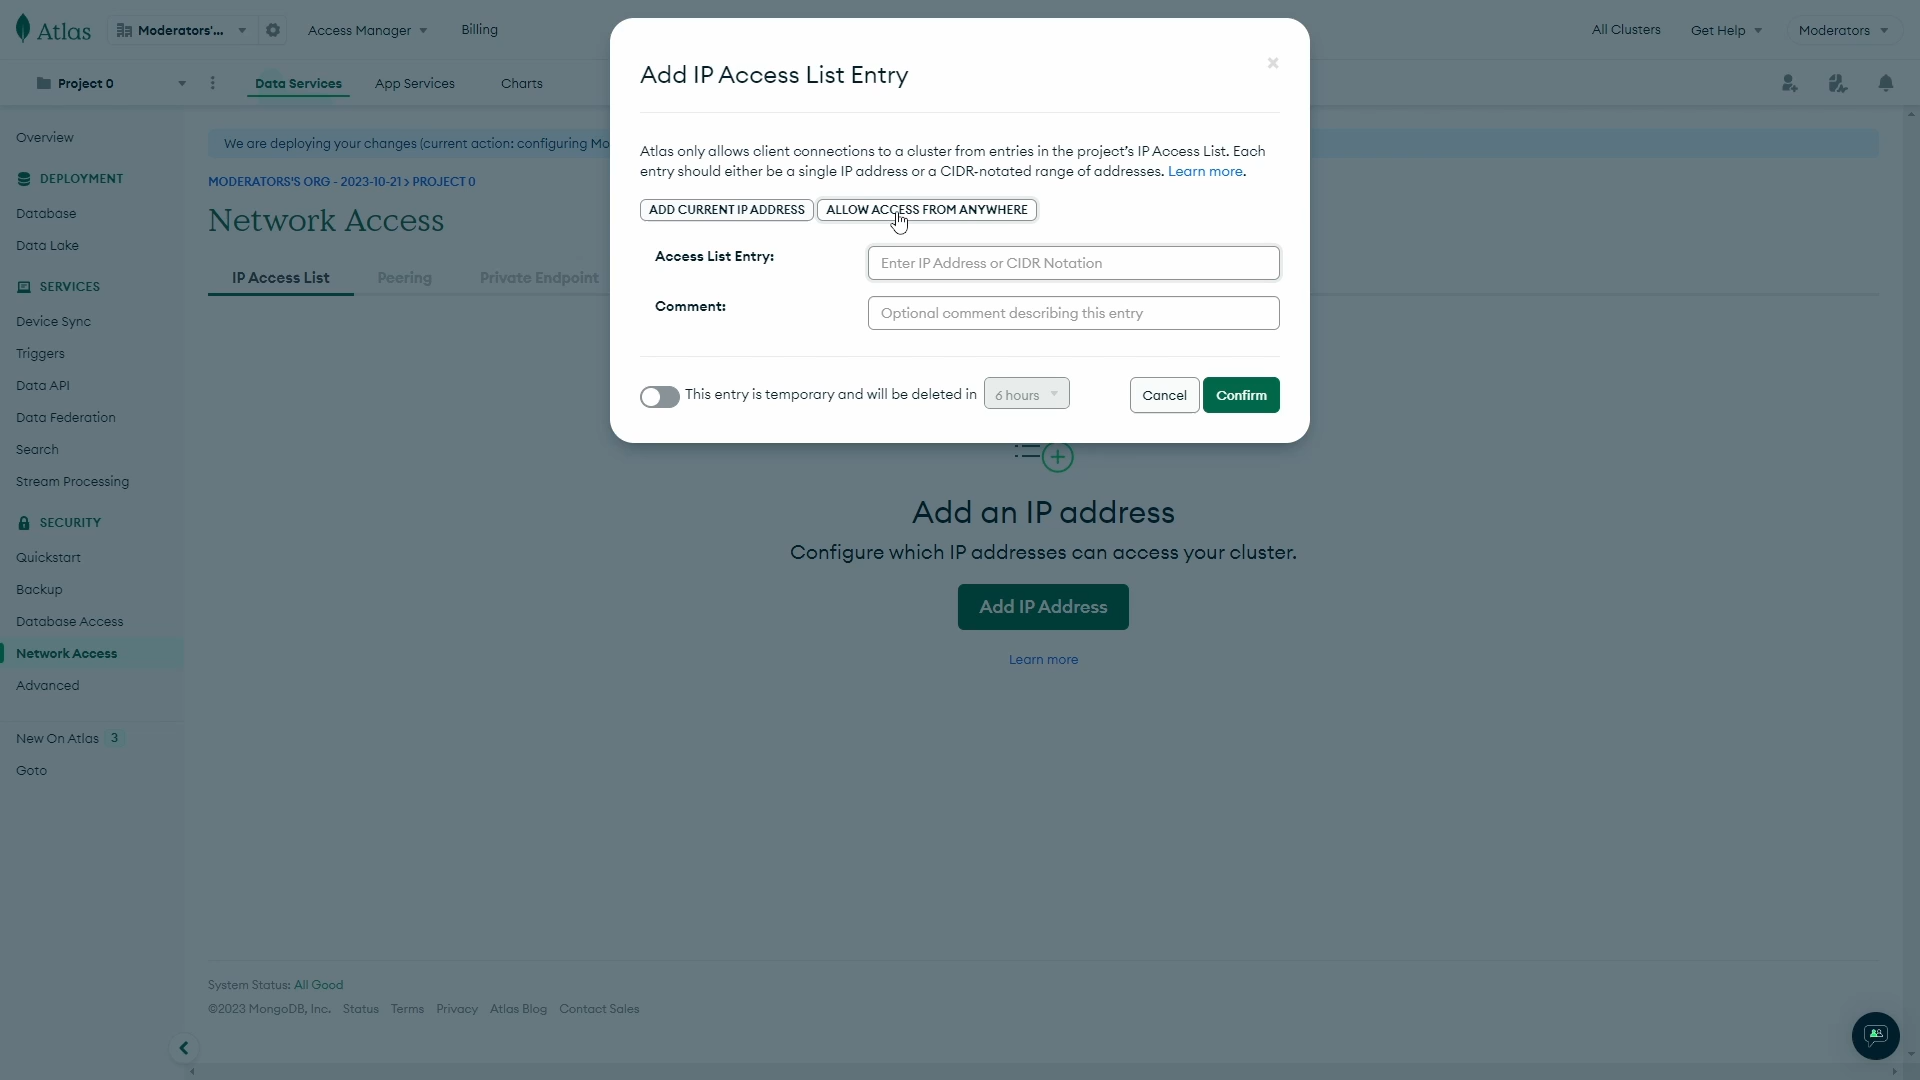 Atlas
Moderators'...
Access Manager
Billing
All Clusters
Get Help
Moderators
Project 0
Data Services
App Services
Charts
Overview
DEPLOYMENT
Database
Data Lake
SERVICES
Device Sync
Triggers
Data API
Data Federation
Search
Stream Processing
SECURITY
Quickstart
Backup
Database Access
Network Access
Advanced
New On Atlas 3
Goto
We are deploying your changes (current action: configuring Mo
MODERATORS'S ORG - 2023-10-21 > PROJECT 0
Network Access
IP Access List
Peering
Private Endpoint
Add IP Access List Entry
Atlas only allows client connections to a cluster from entries in the project's IP Access List. Each
entry should either be a single IP address or a CIDR-notated range of addresses. Learn more.
ADD CURRENT IP ADDRESS
ALLOW ACCESS FROM ANYWHERE
Access List Entry:
Enter IP Address or CIDR Notation
Comment:
Optional comment describing this entry
This entry is temporary and will be deleted in
6 hours
Cancel
Confirm
Add an IP address
Configure which IP addresses can access your cluster.
Add IP Address
Learn more
System Status: All Good
©2023 MongoDB, Inc. Status Terms Privacy Atlas Blog Contact Sales